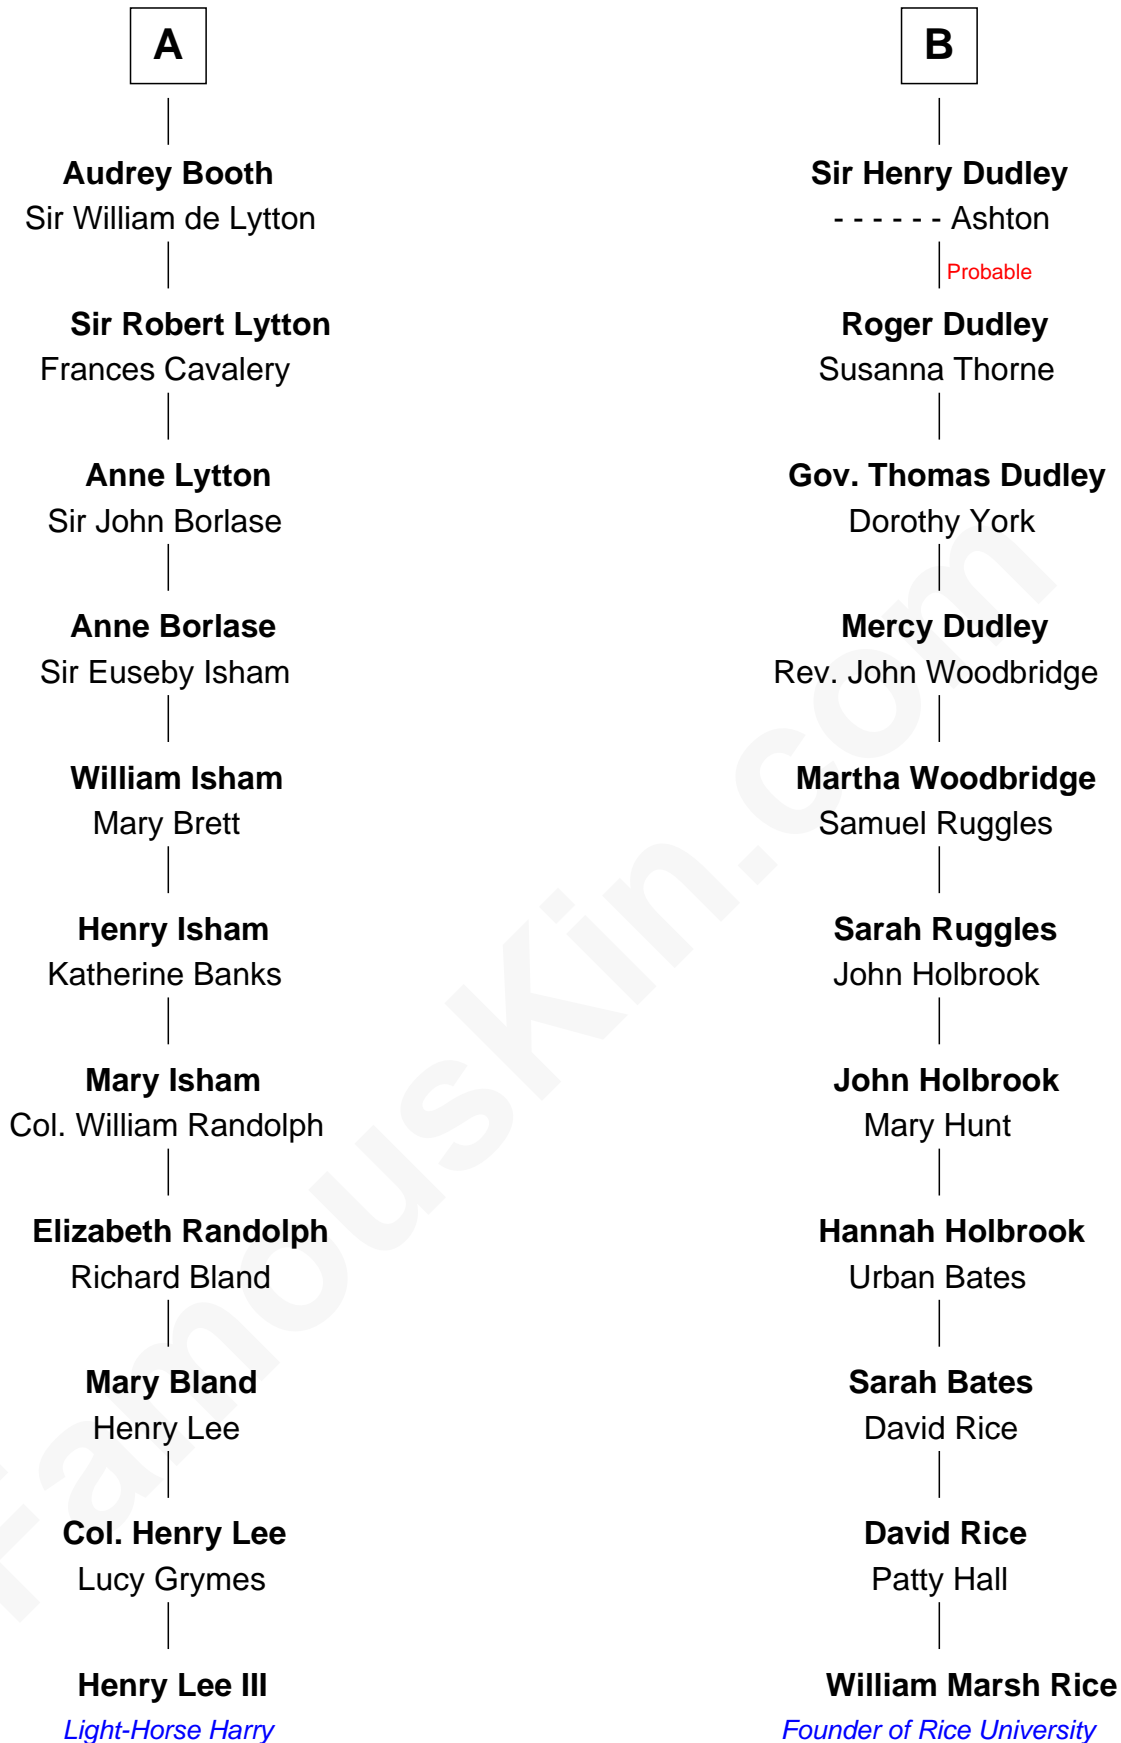 A
Audrey Booth
Sir William de Lytton
Sir Robert Lytton
Frances Cavalery
Anne Lytton
Sir John Borlase
Anne Borlase
Sir Euseby Isham
William Isham
Mary Brett
Henry Isham
Katherine Banks
Mary Isham
Col. William Randolph
Elizabeth Randolph
Richard Bland
Mary Bland
Henry Lee
Col. Henry Lee
Lucy Grymes
Henry Lee III
Light-Horse Harry
B
Sir Henry Dudley
- - - - - - Ashton
Probable
Roger Dudley
Susanna Thorne
Gov. Thomas Dudley
Dorothy York
Mercy Dudley
Rev. John Woodbridge
Martha Woodbridge
Samuel Ruggles
Sarah Ruggles
John Holbrook
John Holbrook
Mary Hunt
Hannah Holbrook
Urban Bates
Sarah Bates
David Rice
David Rice
Patty Hall
William Marsh Rice
Founder of Rice University
FamousKin.com